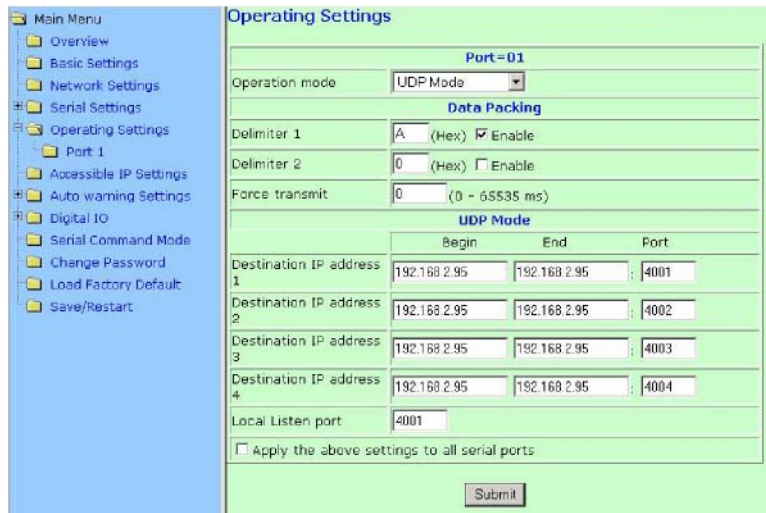 Main Menu
Overview
Basic Settings
Network Settings
Serial Settings
Operating Settings
Port 1
Accessible IP Settings
Auto warning Settings
Digital IO
Serial Command Mode
Change Password
Load Factory Default
Save/Restart
Operating Settings
Port=01
Operation mode UDP Mode
Data Packing
Delimiter 1 A (Hex) Enable
Delimiter 2 0 (Hex) Enable
Force transmit 0 (0 - 65535 ms)
UDP Mode
Begin End Port
Destination IP address
1 192.168.2.95 192.168.2.95 : 4001
Destination IP address
2 192.168.2.95 192.168.2.95 : 4002
Destination IP address
3 192.168.2.95 192.168.2.95 : 4003
Destination IP address
4 192.168.2.95 192.168.2.95 : 4004
Local Listen port 4001
Apply the above settings to all serial ports
Submit